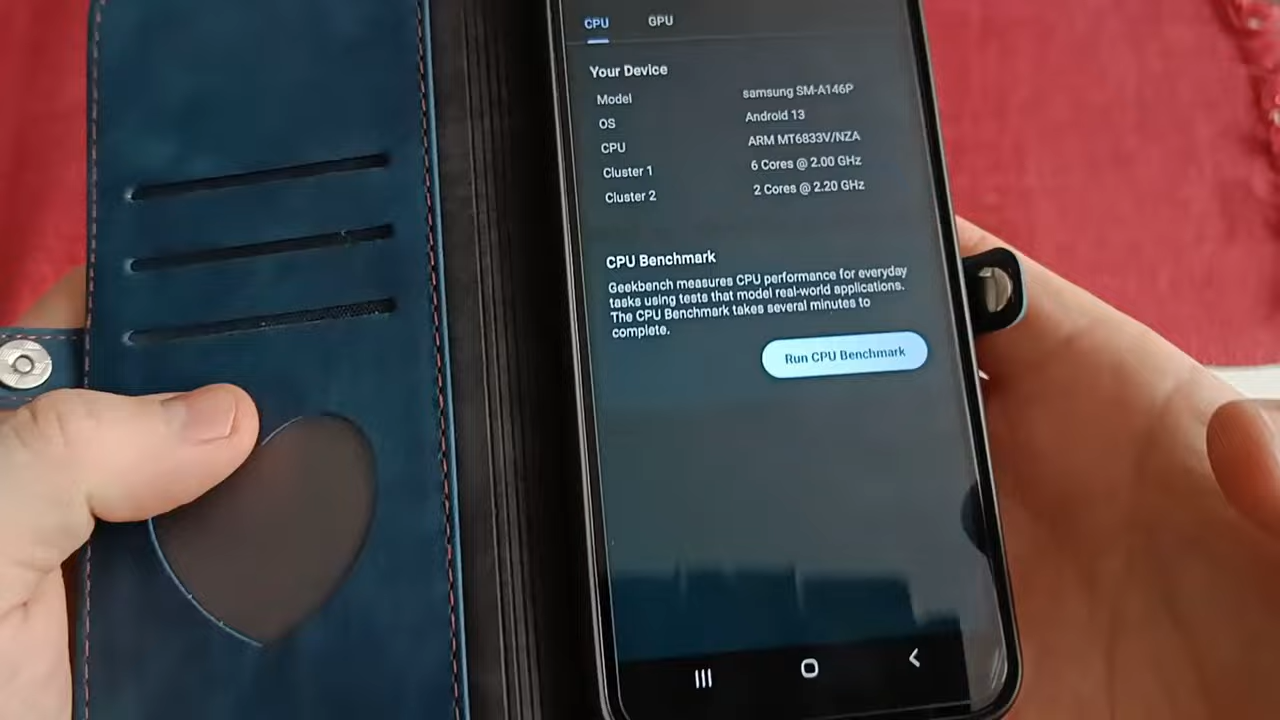 CPU GPU
Your Device
Model samsung SM-A146P
OS Android 13
CPU ARM MT6833V/NZA
Cluster 1 6 Cores @ 2.00 GHz
Cluster 2 2 Cores @ 2.20 GHz
CPU Benchmark
Geekbench measures CPU performance for everyday
tasks using tests that model real-world applications.
The CPU Benchmark takes several minutes to
complete.
Run CPU Benchmark